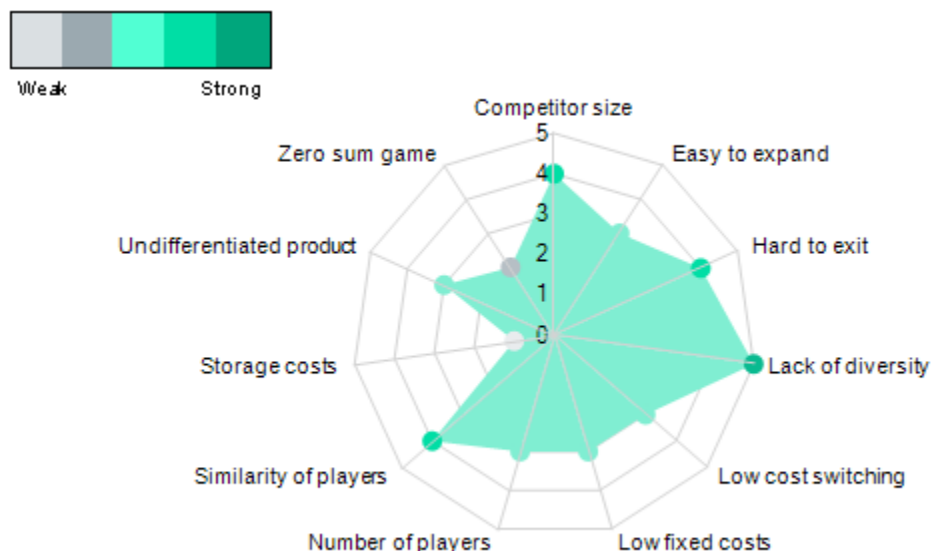 Weak Strong
Competitor size
Zero sum game
Easy to expand
Undifferentiated product
Hard to exit
Storage costs
Lack of diversity
Similarity of players
Low cost switching
Number of players
Low fixed costs
5
4
3
2
1
0